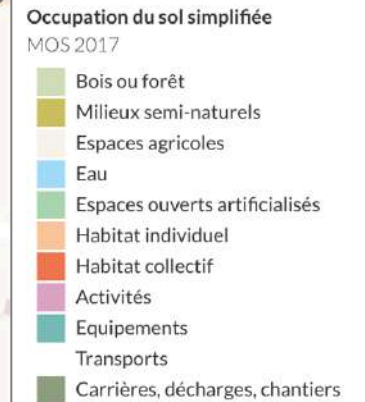 Occupation du sol simplifiée
MOS 2017
Bois ou forêt
Milieux semi-naturels
Espaces agricoles
Eau
Espaces ouverts artificialisés
Habitat individuel
Habitat collectif
Activités
Equipements
Transports
Carrières, décharges, chantiers